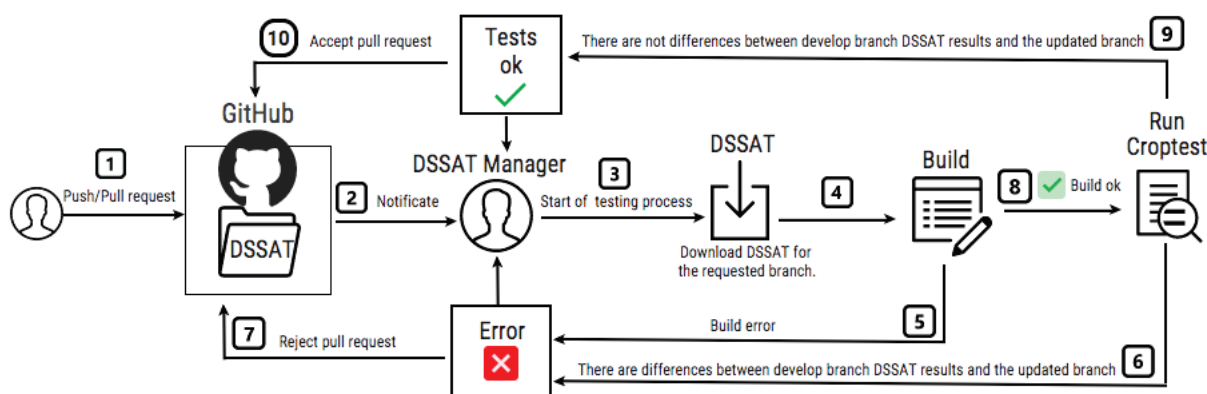 10
Accept pull request
Tests
ok
There are not differences between develop branch DSSAT results and the updated branch
9
GitHub
Run
Croptest
1
Push/Pull request
DSSAT
2
Notificate
DSSAT Manager
3
Start of testing process
DSSAT
Download DSSAT for
the requested branch.
4
Build
8
Build ok
5
Build error
7
Reject pull request
Error
There are differences between develop branch DSSAT results and the updated branch
6